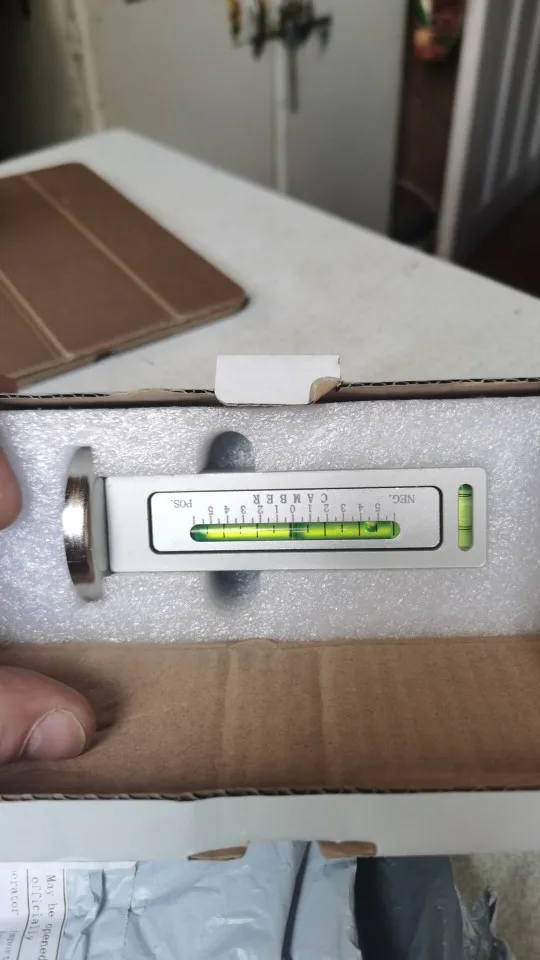 NEG. CAMBER POS.
5 4 3 2 1 0 1 2 3 4 5
May be opened
officially